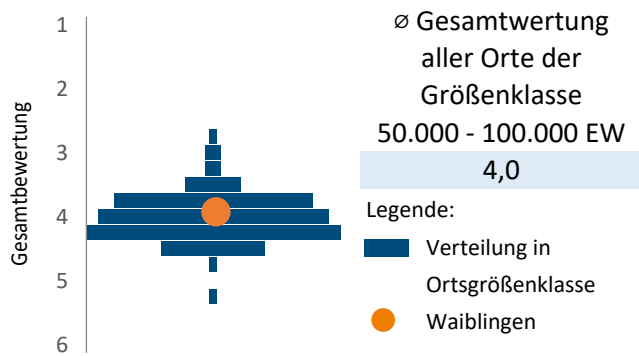 Gesamtbewertung
1
2
3
4
5
6
⌀ Gesamtwertung
aller Orte der
Größenklasse
50.000 - 100.000 EW
4,0
Legende:
Verteilung in
Ortsgrößenklasse
Waiblingen